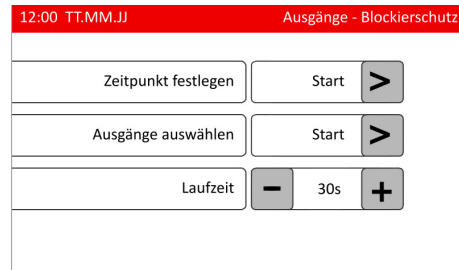 12:00 TT.MM.JJ Ausgänge - Blockierschutz
Zeitpunkt festlegen Start >
Ausgänge auswählen Start >
Laufzeit − 30s +